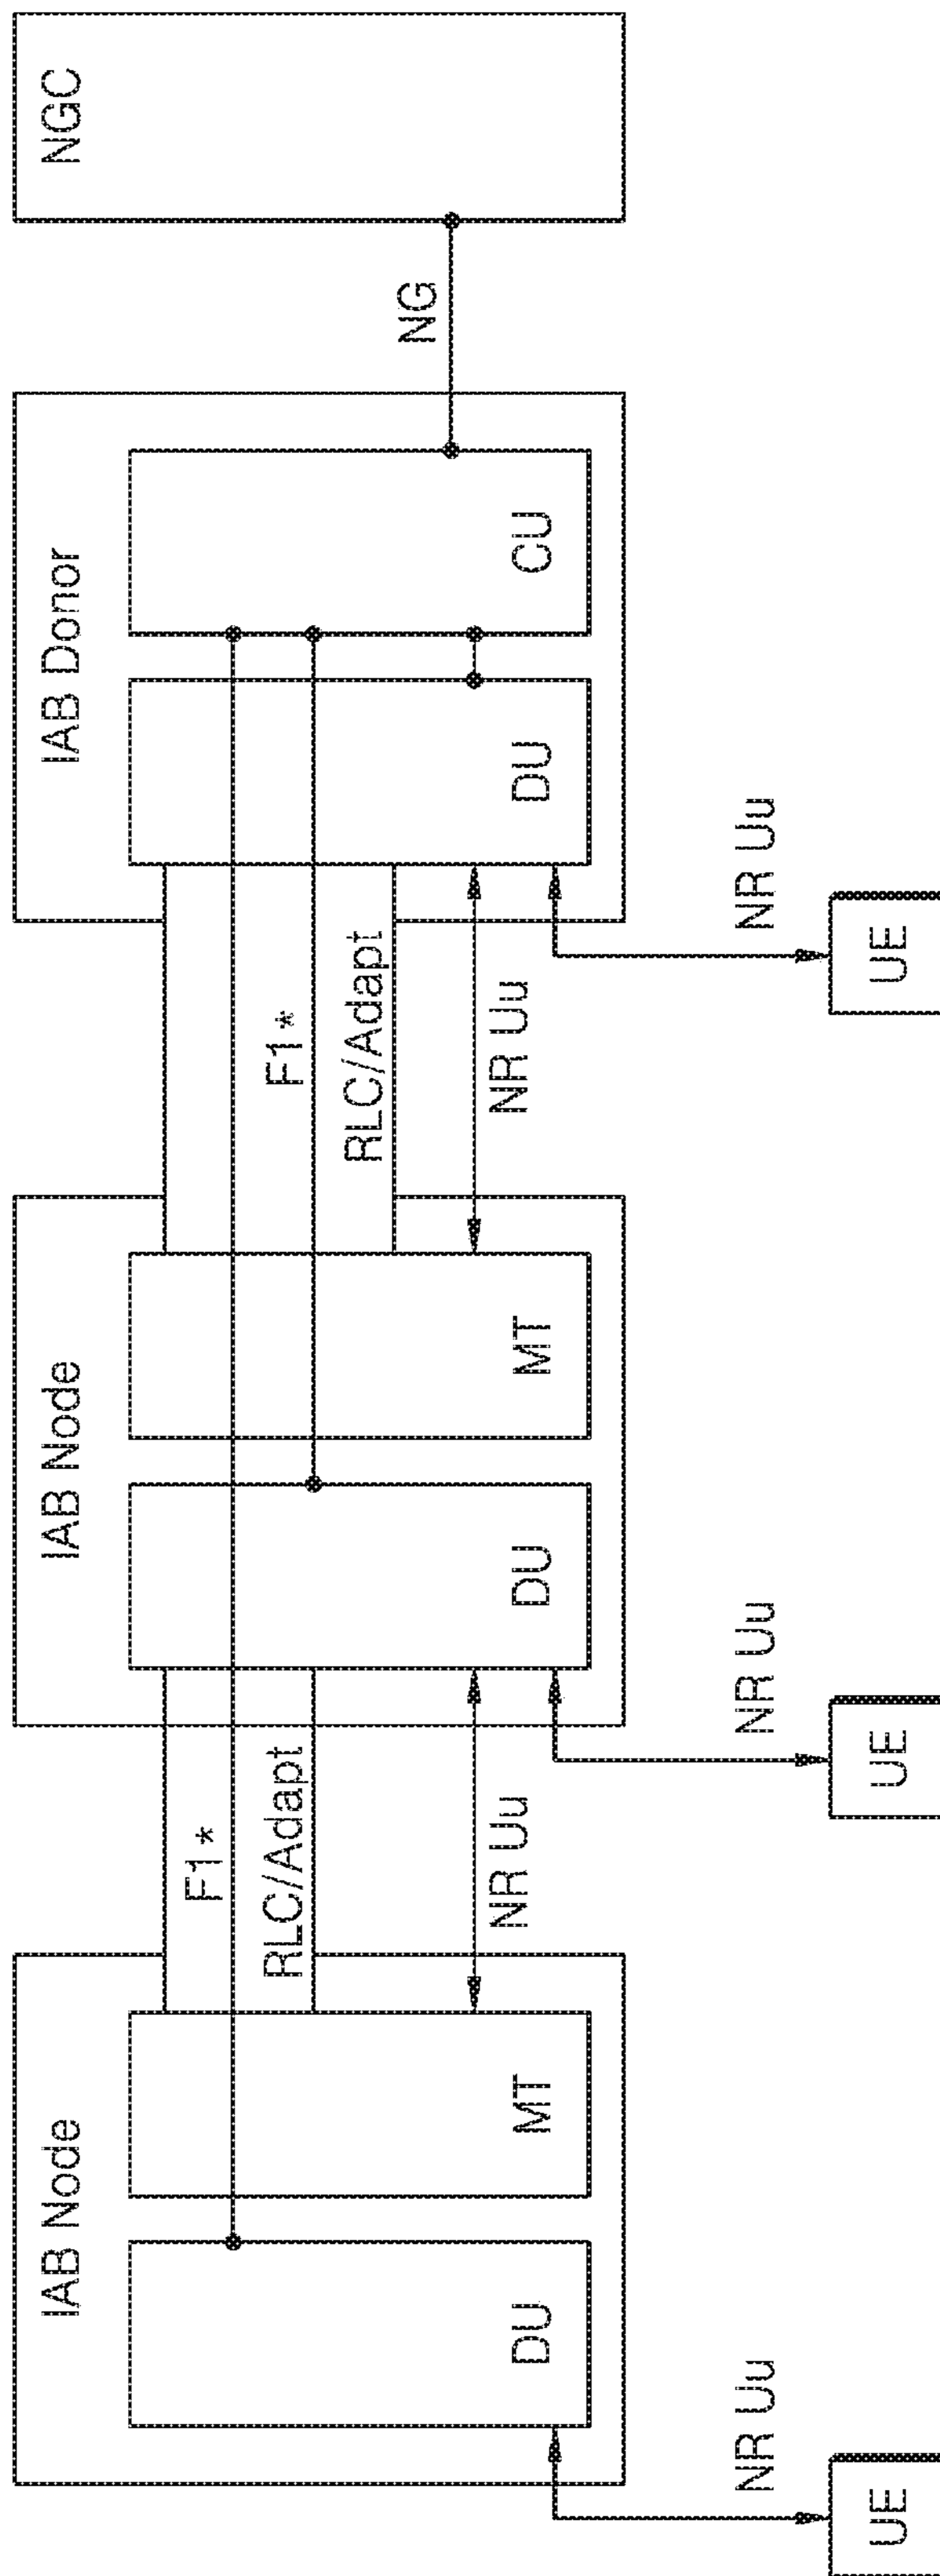 IAB Node
IAB Node
IAB Donor
NGC
F1*
RLC/Adapt
F1*
RLC/Adapt
NG
NR Uu
NR Uu
DU
MT
DU
MT
DU
CU
NR Uu
NR Uu
NR Uu
UE
UE
UE